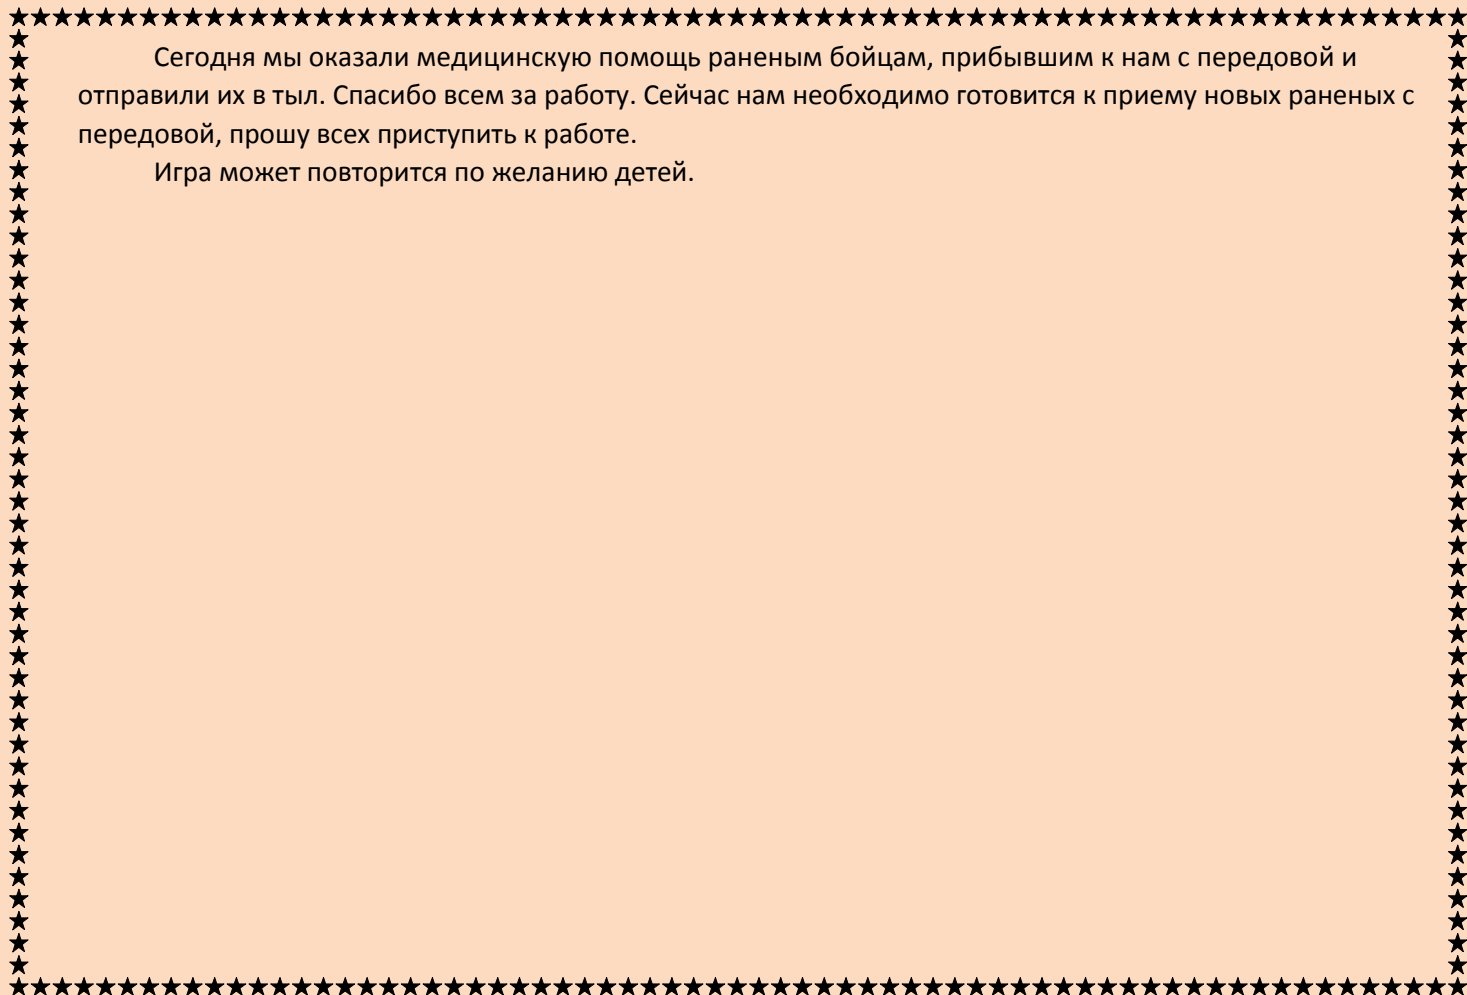 Сегодня мы оказали медицинскую помощь раненым бойцам, прибывшим к нам с передовой и
отправили их в тыл. Спасибо всем за работу. Сейчас нам необходимо готовится к приему новых раненых с
передовой, прошу всех приступить к работе.
Игра может повторится по желанию детей.